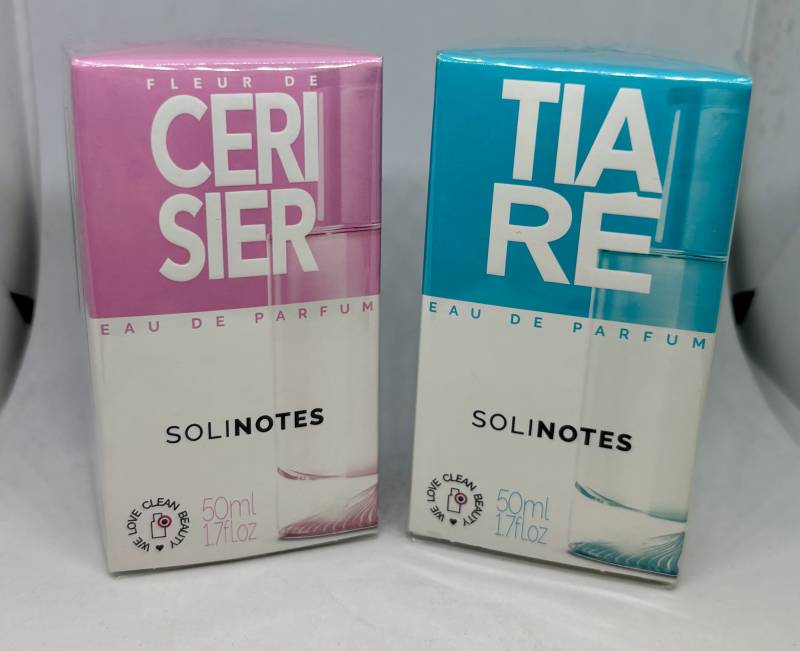 FLEUR DE
CERI
SIER
EAU DE PARFUM
SOLINOTES
WE LOVE CLEAN BEAUTY ♥
50ml
1.7fl.oz
TIA
RÉ
EAU DE PARFUM
SOLINOTES
WE LOVE CLEAN BEAUTY ♥
50ml
1.7fl.oz